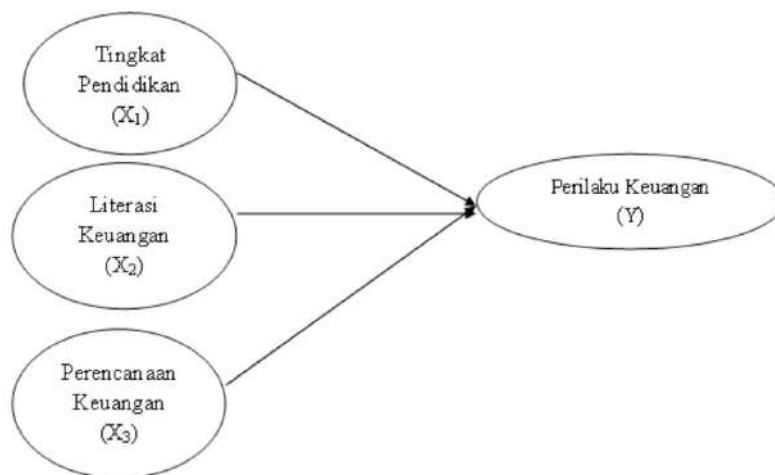 Tingkat
Pendidikan
(X₁)
Literasi
Keuangan
(X₂)
Perencanaan
Keuangan
(X₃)
Perilaku Keuangan
(Y)